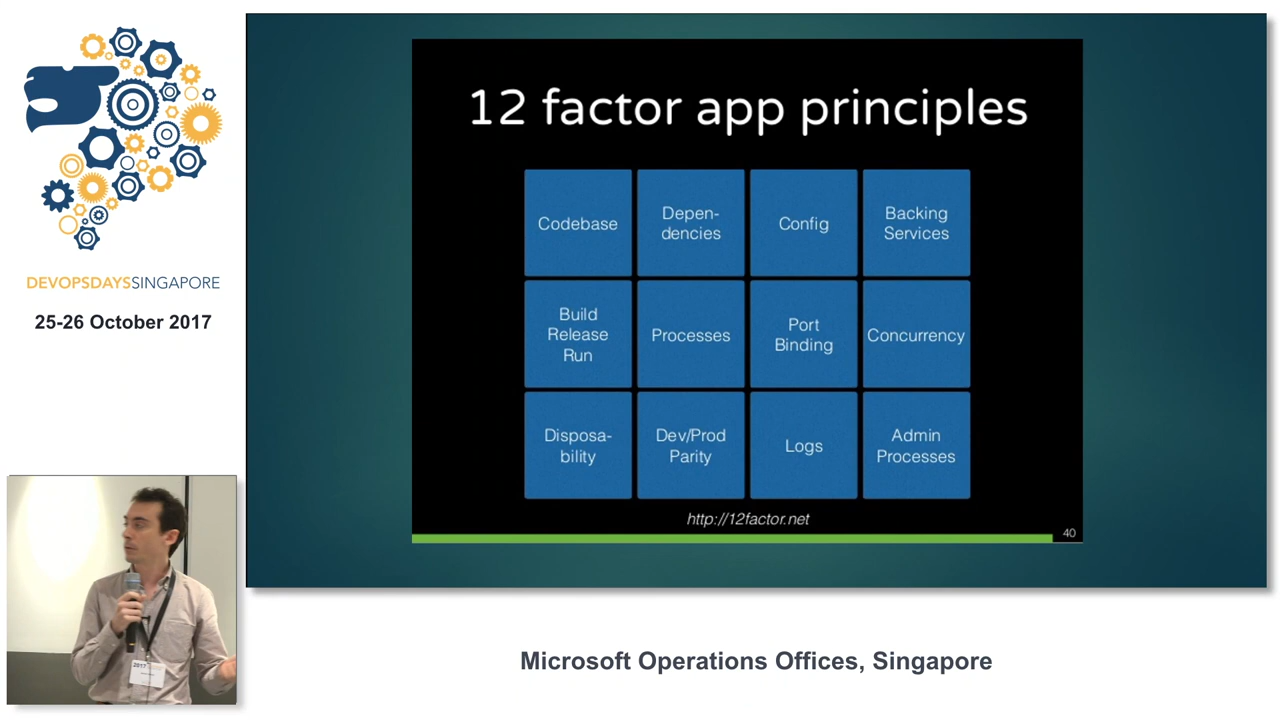 DEVOPSDAYSSINGAPORE
25-26 October 2017
12 factor app principles
Codebase
Depen-
dencies
Config
Backing
Services
Build
Release
Run
Processes
Port
Binding
Concurrency
Disposa-
bility
Dev/Prod
Parity
Logs
Admin
Processes
http://12factor.net
40
2017
Microsoft Operations Offices, Singapore